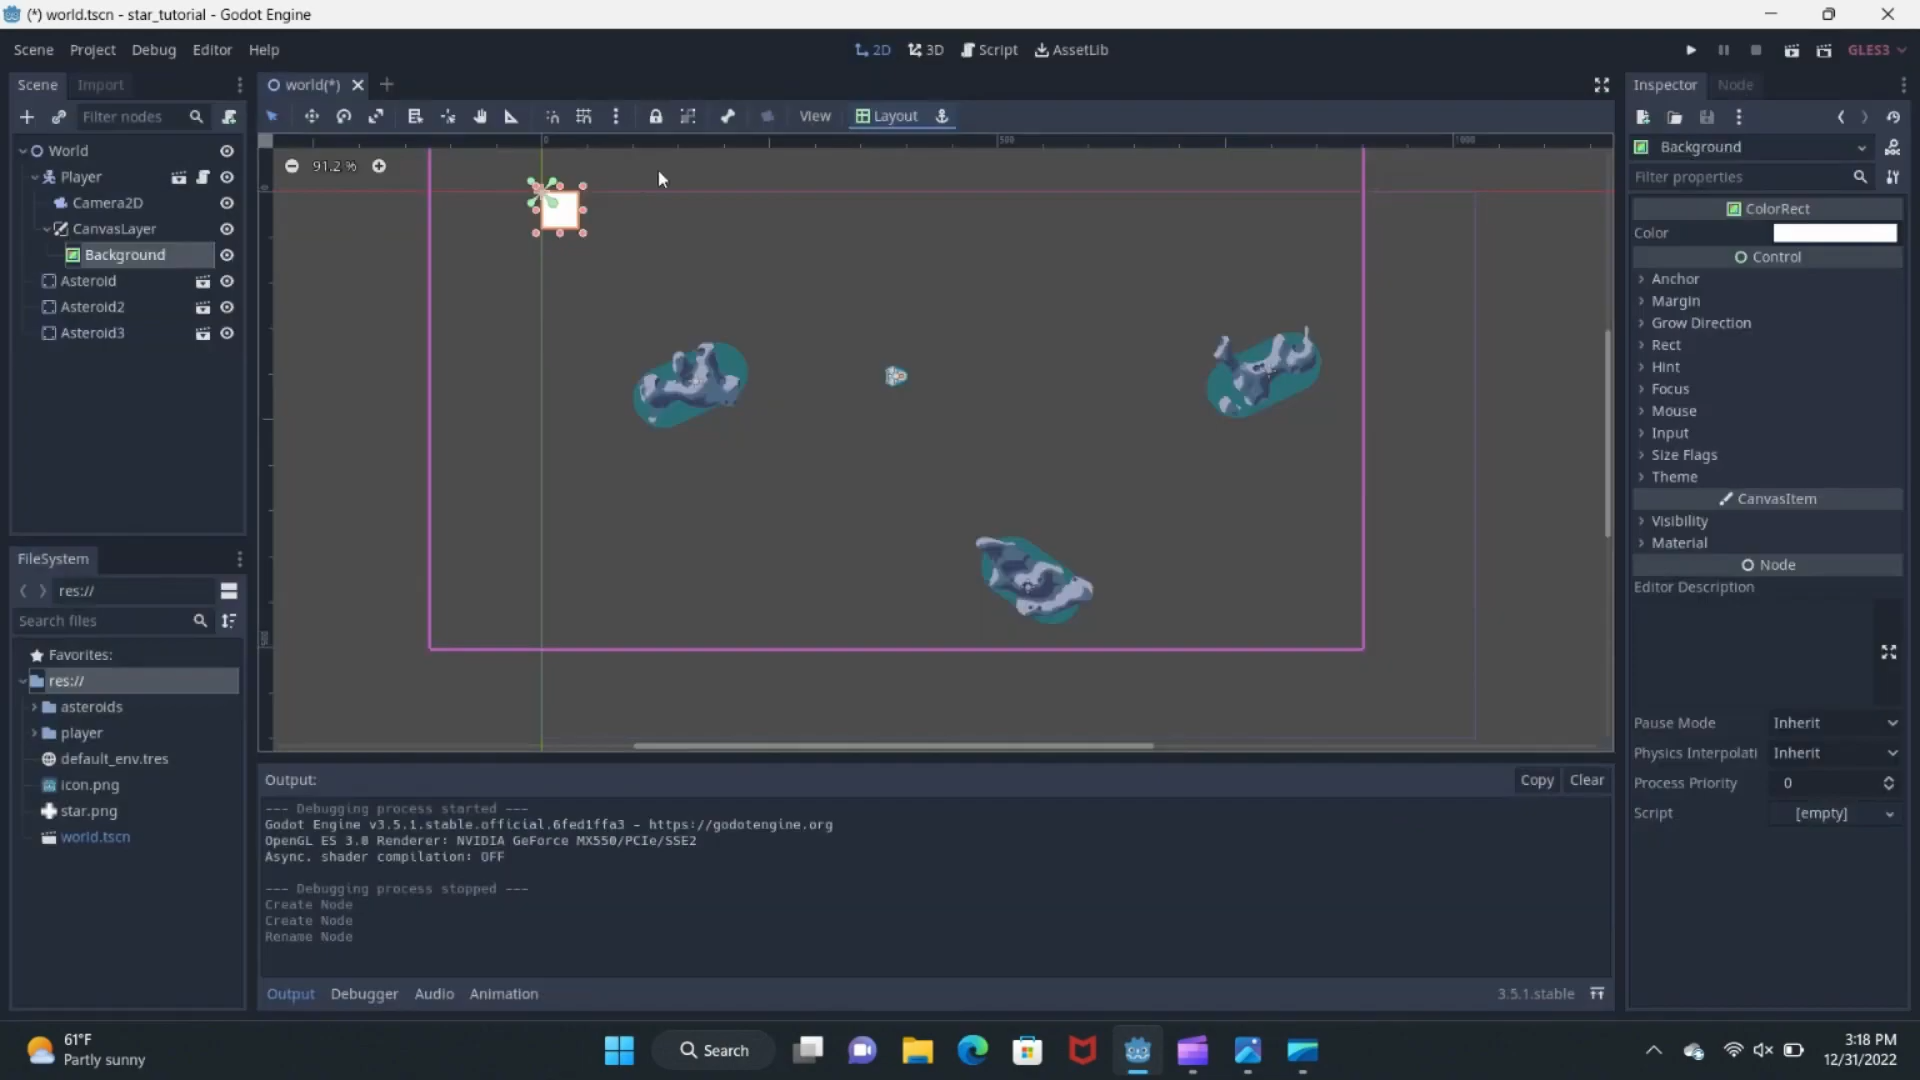 (*) world.tscn - star_tutorial - Godot Engine
Scene Project Debug Editor Help
2D 3D Script AssetLib
GLES3
Scene Import
world(*)
Inspector Node
Filter nodes
View Layout
Background
Filter properties
World
Player
Camera2D
CanvasLayer
Background
Asteroid
Asteroid2
Asteroid3
0 500 1000
91.2 %
0
500
ColorRect
Color
Control
Anchor
Margin
Grow Direction
Rect
Hint
Focus
Mouse
Input
Size Flags
Theme
CanvasItem
Visibility
Material
Node
Editor Description
Pause Mode Inherit
Physics Interpolati Inherit
Process Priority 0
Script [empty]
FileSystem
res://
Search files
Favorites:
res://
asteroids
player
default_env.tres
icon.png
star.png
world.tscn
Output: Copy Clear
--- Debugging process started ---
Godot Engine v3.5.1.stable.official.6fed1ffa3 - https://godotengine.org
OpenGL ES 3.0 Renderer: NVIDIA GeForce MX550/PCIe/SSE2
Async. shader compilation: OFF
--- Debugging process stopped ---
Create Node
Create Node
Rename Node
Output Debugger Audio Animation 3.5.1.stable
61°F
Partly sunny
Search
3:18 PM
12/31/2022